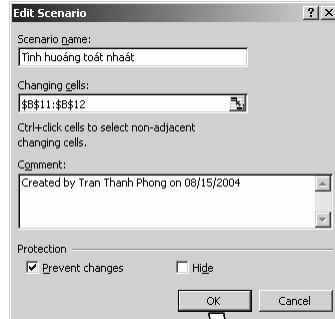 Edit Scenario
Scenario name:
Tình huoáng toát nhaát
Changing cells:
$B$11:$B$12
Ctrl+click cells to select non-adjacent
changing cells.
Comment:
Created by Tran Thanh Phong on 08/15/2004
Protection
Prevent changes
Hide
OK
Cancel